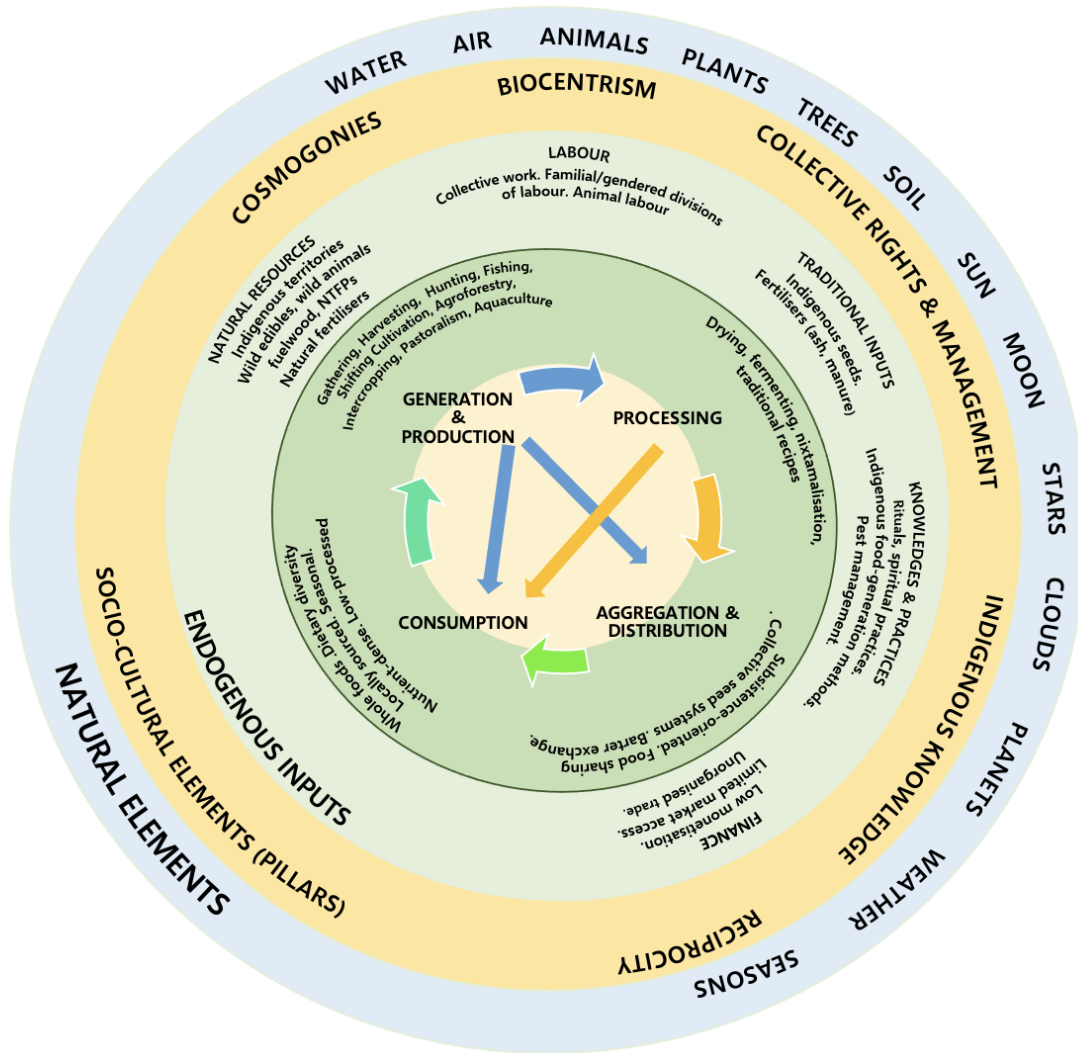 WATER
AIR
ANIMALS
PLANTS
TREES
SOIL
SUN
MOON
STARS
CLOUDS
PLANETS
WEATHER
SEASONS
NATURAL ELEMENTS
COSMOGONIES
BIOCENTRISM
COLLECTIVE RIGHTS & MANAGEMENT
INDIGENOUS KNOWLEDGE
RECIPROCITY
SOCIO-CULTURAL ELEMENTS (PILLARS)
NATURAL RESOURCES
Indigenous territories
Wild edibles, wild animals
fuelwood, NTFPs
Natural fertilisers
LABOUR
Collective work. Familial/gendered divisions
of labour. Animal labour
TRADITIONAL INPUTS
Indigenous seeds.
Fertilisers (ash, manure)
KNOWLEDGES & PRACTICES
Rituals, spiritual practices.
Indigenous food-generation methods.
Pest management
FINANCE
Low monetisation.
Limited market access.
Unorganised trade.
ENDOGENOUS INPUTS
Gathering, Harvesting, Hunting, Fishing,
Shifting Cultivation, Agroforestry,
Intercropping, Pastoralism, Aquaculture
Drying, fermenting, nixtamalisation,
traditional recipes
Subsistence-oriented. Food sharing
. Collective seed systems. Barter exchange.
Whole foods. Dietary diversity
Locally sourced. Seasonal.
Nutrient-dense. Low-processed
GENERATION
&
PRODUCTION
PROCESSING
AGGREGATION &
DISTRIBUTION
CONSUMPTION